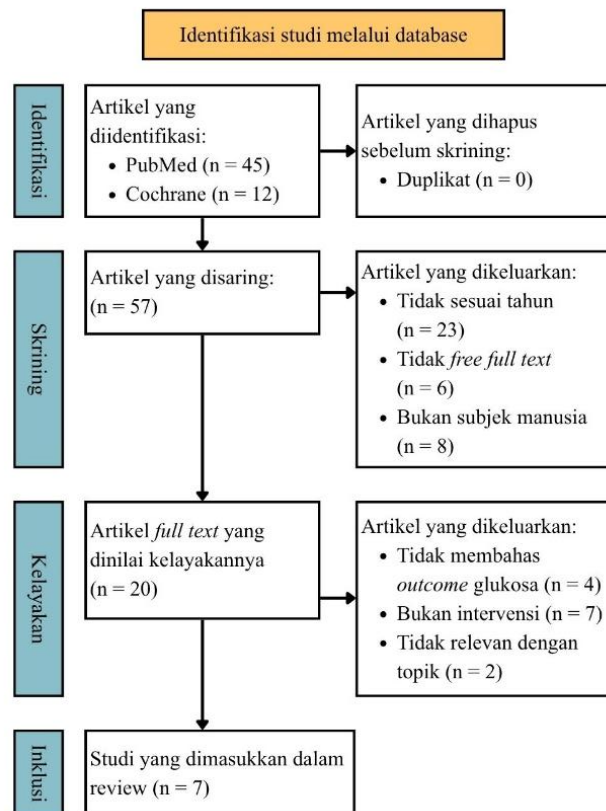 Identifikasi studi melalui database
Identifikasi
Artikel yang
diidentifikasi:
• PubMed (n = 45)
• Cochrane (n = 12)
Artikel yang dihapus
sebelum skrining:
• Duplikat (n = 0)
Skrining
Artikel yang disaring:
(n = 57)
Artikel yang dikeluarkan:
• Tidak sesuai tahun
(n = 23)
• Tidak free full text
(n = 6)
• Bukan subjek manusia
(n = 8)
Kelayakan
Artikel full text yang
dinilai kelayakannya
(n = 20)
Artikel yang dikeluarkan:
• Tidak membahas
outcome glukosa (n = 4)
• Bukan intervensi (n = 7)
• Tidak relevan dengan
topik (n = 2)
Inklusi
Studi yang dimasukkan dalam
review (n = 7)